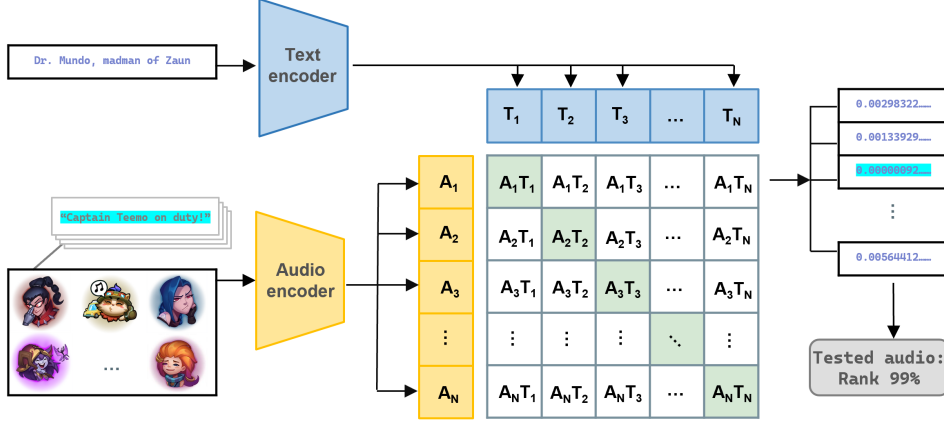 Dr. Mundo, madman of Zaun
Text
encoder
T1 T2 T3 ... TN
“Captain Teemo on duty!”
...
Audio
encoder
A1
A2
A3
⋮
AN
A1T1 A1T2 A1T3 ... A1TN
A2T1 A2T2 A2T3 ... A2TN
A3T1 A3T2 A3T3 ... A3TN
⋮ ⋮ ⋮ ⋱ ⋮
ANT1 ANT2 ANT3 ... ANTN
0.00298322……
0.00133929……
0.00000092……
⋮
0.00564412……
Tested audio:
Rank 99%